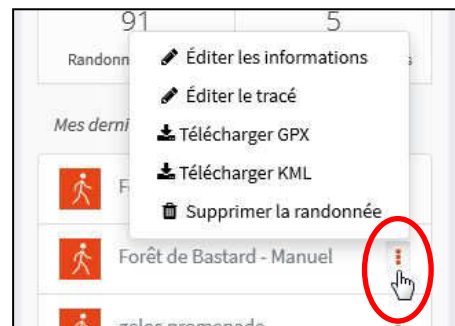 91 5
Randonn
Éditer les informations
Éditer le tracé
Mes derni
Télécharger GPX
Télécharger KML
Supprimer la randonnée
Forêt de Bastard - Manuel